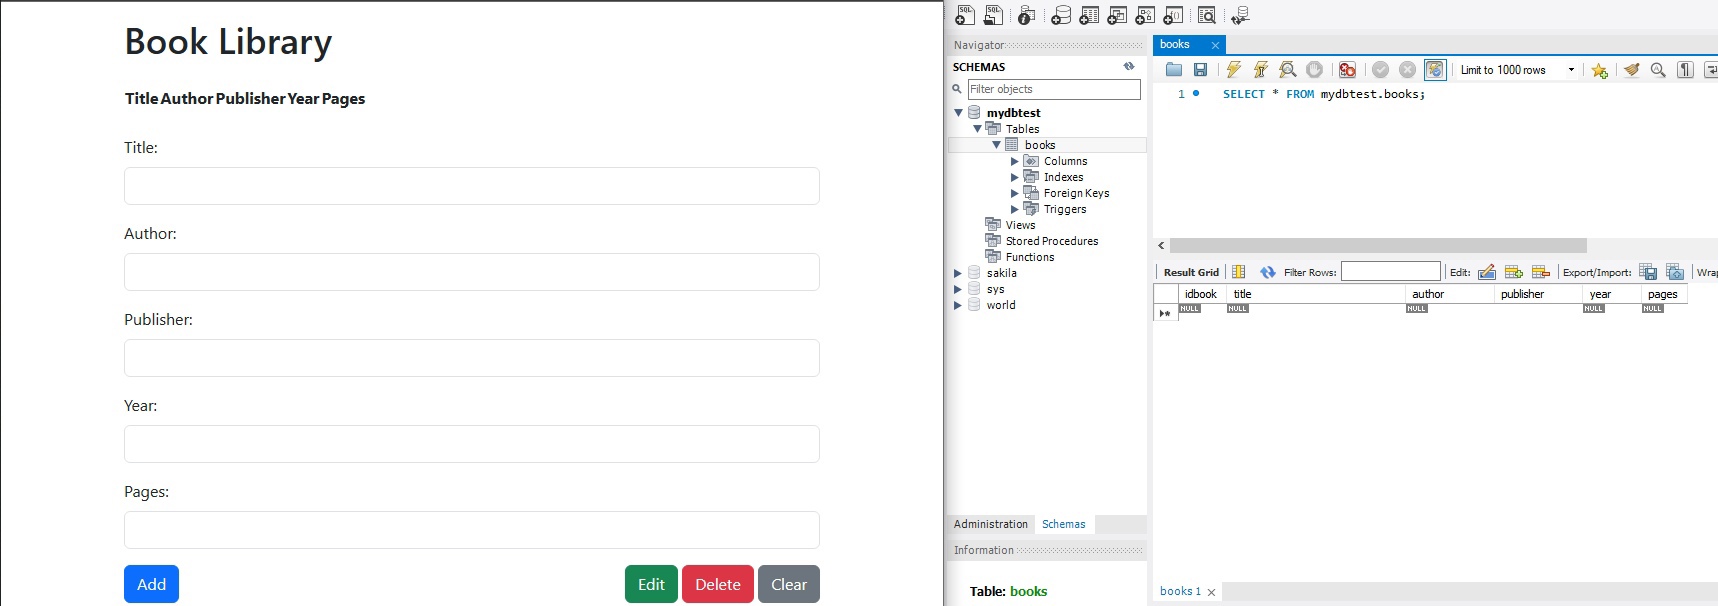 Book Library
Title Author Publisher Year Pages
Title:
Author:
Publisher:
Year:
Pages:
Add
Edit
Delete
Clear
Navigator
SCHEMAS
Filter objects
mydbtest
Tables
books
Columns
Indexes
Foreign Keys
Triggers
Views
Stored Procedures
Functions
sakila
sys
world
Administration
Schemas
Information
Table: books
books
Limit to 1000 rows
1
SELECT * FROM mydbtest.books;
Result Grid
Filter Rows:
Edit:
Export/Import:
Wrap
idbook title author publisher year pages
NULL NULL NULL NULL NULL
books 1